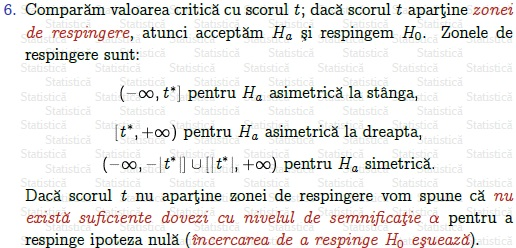 6. Comparăm valoarea critică cu scorul t; dacă scorul t aparţine zonei
de respingere, atunci acceptăm Hₐ şi respingem H₀. Zonele de
respingere sunt:
(−∞, t*] pentru Hₐ asimetrică la stânga,
[t*, +∞) pentru Hₐ asimetrică la dreapta,
(−∞, −|t*|] ∪ [|t*|, +∞) pentru Hₐ simetrică.
Dacă scorul t nu aparţine zonei de respingere vom spune că nu
există suficiente dovezi cu nivelul de semnificaţie α pentru a
respinge ipoteza nulă (încercarea de a respinge H₀ eşuează).